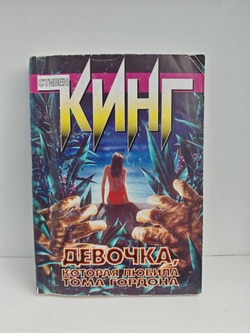 СТИВЕН
КИНГ
ДЕВОЧКА,
КОТОРАЯ ЛЮБИЛА
ТОМА ГОРДОНА